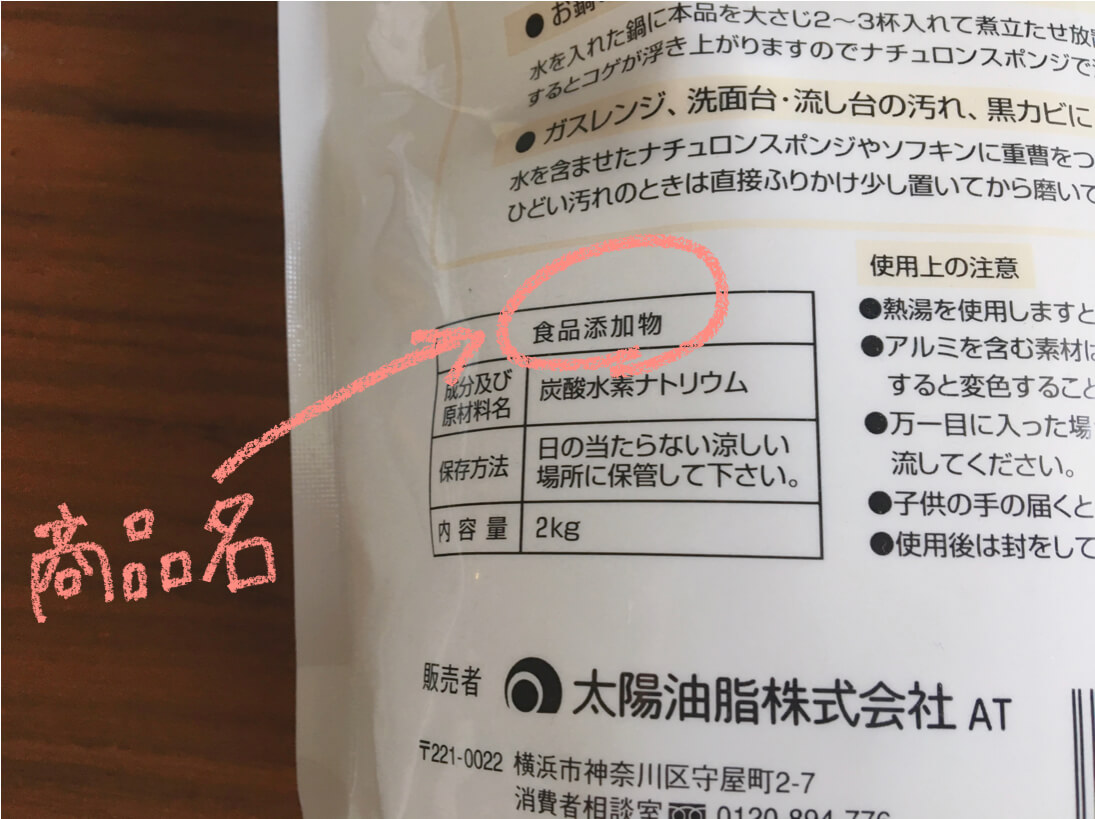 ●お鍋
水を入れた鍋に本品を大さじ2〜3杯入れて煮立たせ放置
するとコゲが浮き上がりますのでナチュロンスポンジで
●ガスレンジ、洗面台・流し台の汚れ、黒カビに
水を含ませたナチュロンスポンジやソフキンに重曹をつ
ひどい汚れのときは直接ふりかけ少し置いてから磨いて
食品添加物
成分及び
原材料名
炭酸水素ナトリウム
保存方法
日の当たらない涼しい
場所に保管して下さい。
内容量 2kg
使用上の注意
●熱湯を使用しますと
●アルミを含む素材は
すると変色すること
●万一目に入った場
流してください。
●子供の手の届くと
●使用後は封をして
商品名
販売者 太陽油脂株式会社 AT
〒221-0022 横浜市神奈川区守屋町2-7
消費者相談室 0120-894-776